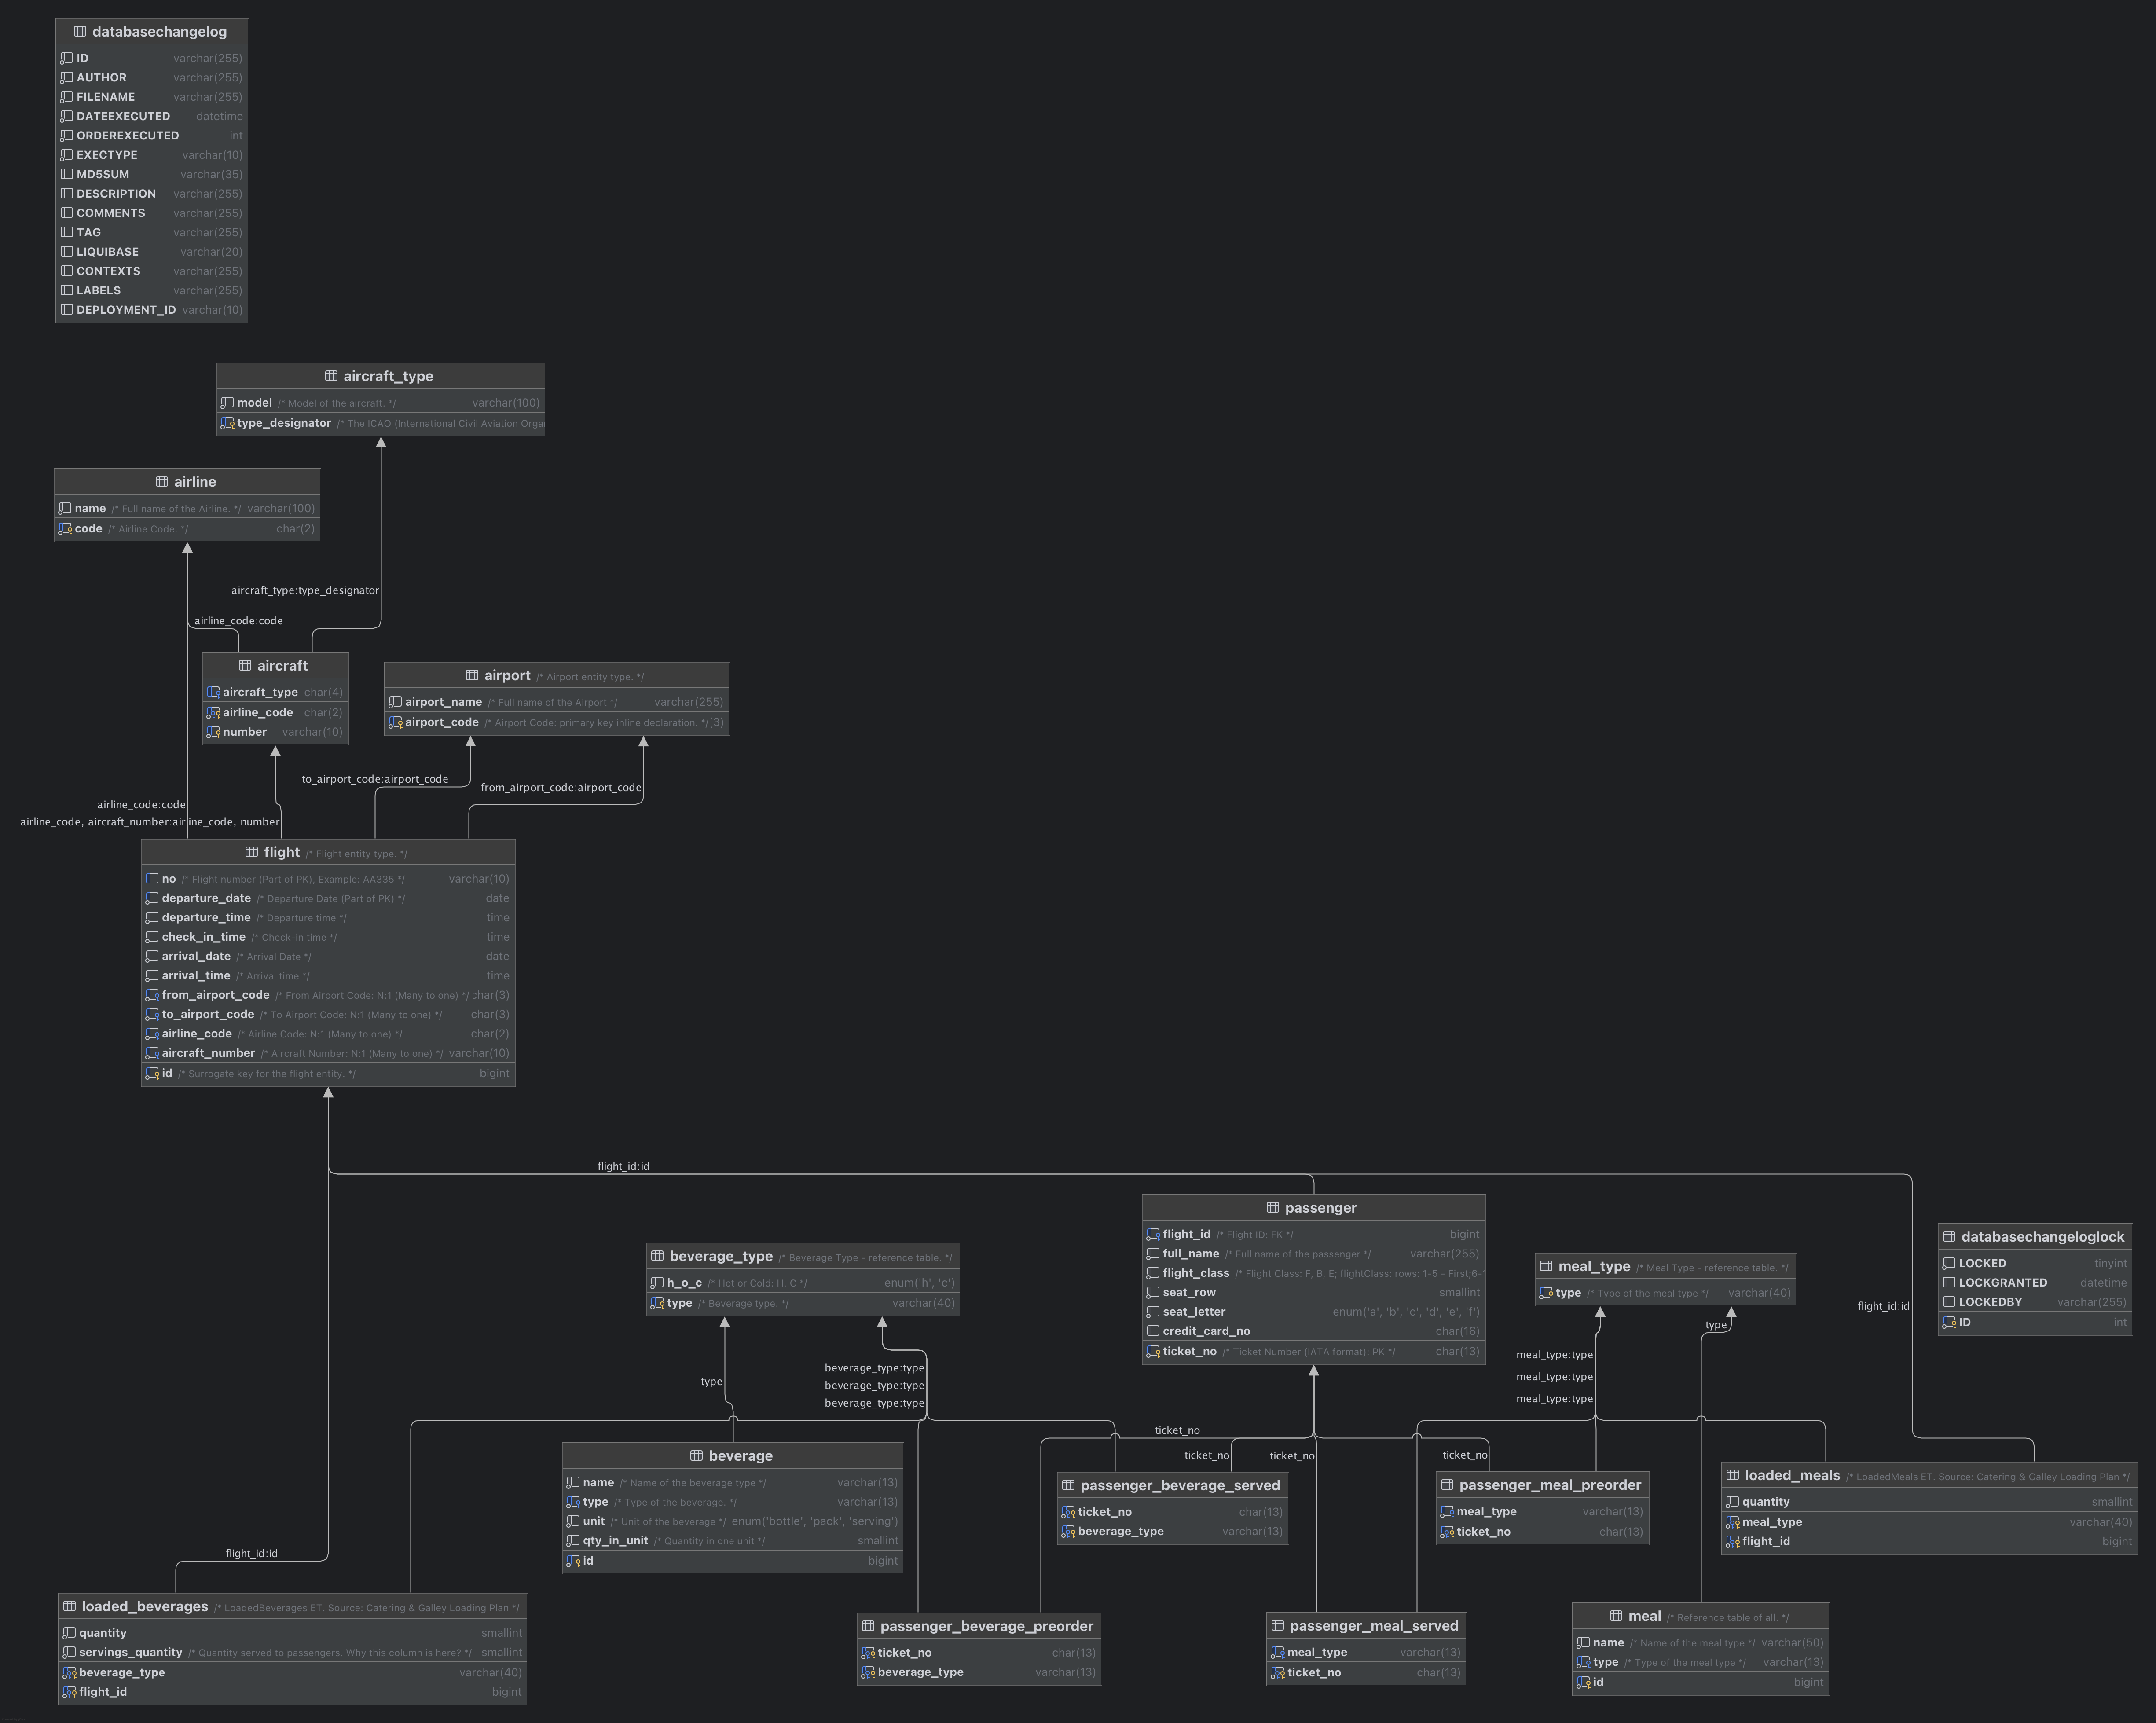 databasechangelog
ID varchar(255)
AUTHOR varchar(255)
FILENAME varchar(255)
DATEEXECUTED datetime
ORDEREXECUTED int
EXECTYPE varchar(10)
MD5SUM varchar(35)
DESCRIPTION varchar(255)
COMMENTS varchar(255)
TAG varchar(255)
LIQUIBASE varchar(20)
CONTEXTS varchar(255)
LABELS varchar(255)
DEPLOYMENT_ID varchar(10)
aircraft_type
model /* Model of the aircraft. */ varchar(100)
type_designator /* The ICAO (International Civil Aviation Orga
airline
name /* Full name of the Airline. */ varchar(100)
code /* Airline Code. */ char(2)
aircraft_type:type_designator
airline_code:code
aircraft
aircraft_type char(4)
airline_code char(2)
number varchar(10)
airport /* Airport entity type. */
airport_name /* Full name of the Airport */ varchar(255)
airport_code /* Airport Code: primary key inline declaration. */ 3)
to_airport_code:airport_code
from_airport_code:airport_code
airline_code:code
airline_code, aircraft_number:airline_code, number
flight /* Flight entity type. */
no /* Flight number (Part of PK), Example: AA335 */ varchar(10)
departure_date /* Departure Date (Part of PK) */ date
departure_time /* Departure time */ time
check_in_time /* Check-in time */ time
arrival_date /* Arrival Date */ date
arrival_time /* Arrival time */ time
from_airport_code /* From Airport Code: N:1 (Many to one) */ char(3)
to_airport_code /* To Airport Code: N:1 (Many to one) */ char(3)
airline_code /* Airline Code: N:1 (Many to one) */ char(2)
aircraft_number /* Aircraft Number: N:1 (Many to one) */ varchar(10)
id /* Surrogate key for the flight entity. */ bigint
flight_id:id
passenger
flight_id /* Flight ID: FK */ bigint
full_name /* Full name of the passenger */ varchar(255)
flight_class /* Flight Class: F, B, E; flightClass: rows: 1-5 - First;6-
seat_row smallint
seat_letter enum('a', 'b', 'c', 'd', 'e', 'f')
credit_card_no char(16)
ticket_no /* Ticket Number (IATA format): PK */ char(13)
beverage_type /* Beverage Type - reference table. */
h_o_c /* Hot or Cold: H, C */ enum('h', 'c')
type /* Beverage type. */ varchar(40)
meal_type /* Meal Type - reference table. */
type /* Type of the meal type */ varchar(40)
databasechangeloglock
LOCKED tinyint
LOCKGRANTED datetime
LOCKEDBY varchar(255)
ID int
flight_id:id
type
beverage_type:type
beverage_type:type
beverage_type:type
type
meal_type:type
meal_type:type
meal_type:type
ticket_no
ticket_no
ticket_no
ticket_no
beverage
name /* Name of the beverage type */ varchar(13)
type /* Type of the beverage. */ varchar(13)
unit /* Unit of the beverage */ enum('bottle', 'pack', 'serving')
qty_in_unit /* Quantity in one unit */ smallint
id bigint
passenger_beverage_served
ticket_no char(13)
beverage_type varchar(13)
passenger_meal_preorder
meal_type varchar(13)
ticket_no char(13)
loaded_meals /* LoadedMeals ET. Source: Catering & Galley Loading Plan */
quantity smallint
meal_type varchar(40)
flight_id bigint
flight_id:id
loaded_beverages /* LoadedBeverages ET. Source: Catering & Galley Loading Plan */
quantity smallint
servings_quantity /* Quantity served to passengers. Why this column is here? */ smallint
beverage_type varchar(40)
flight_id bigint
passenger_beverage_preorder
ticket_no char(13)
beverage_type varchar(13)
passenger_meal_served
meal_type varchar(13)
ticket_no char(13)
meal /* Reference table of all. */
name /* Name of the meal type */ varchar(50)
type /* Type of the meal type */ varchar(13)
id bigint